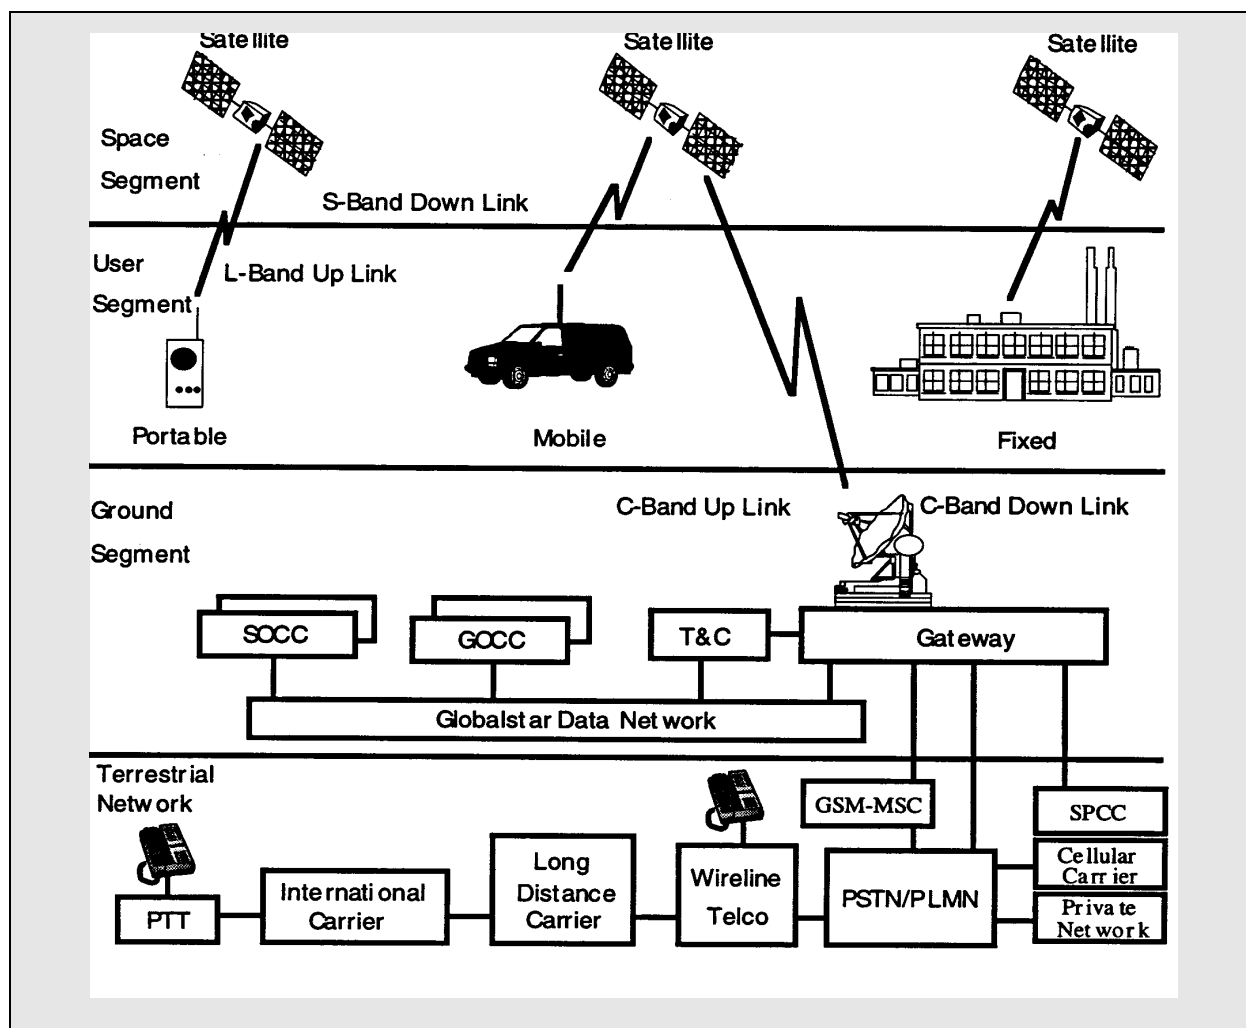 Satellite
Satellite
Satellite
Space
Segment
S-Band Down Link
User
Segment
L-Band Up Link
Portable
Mobile
Fixed
Ground
Segment
C-Band Up Link
C-Band Down Link
SOCC
GOCC
T&C
Gateway
Globalstar Data Network
Terrestrial
Network
GSM-MSC
SPCC
PTT
International
Carrier
Long
Distance
Carrier
Wireline
Telco
PSTN/PLMN
Cellular
Carrier
Private
Network